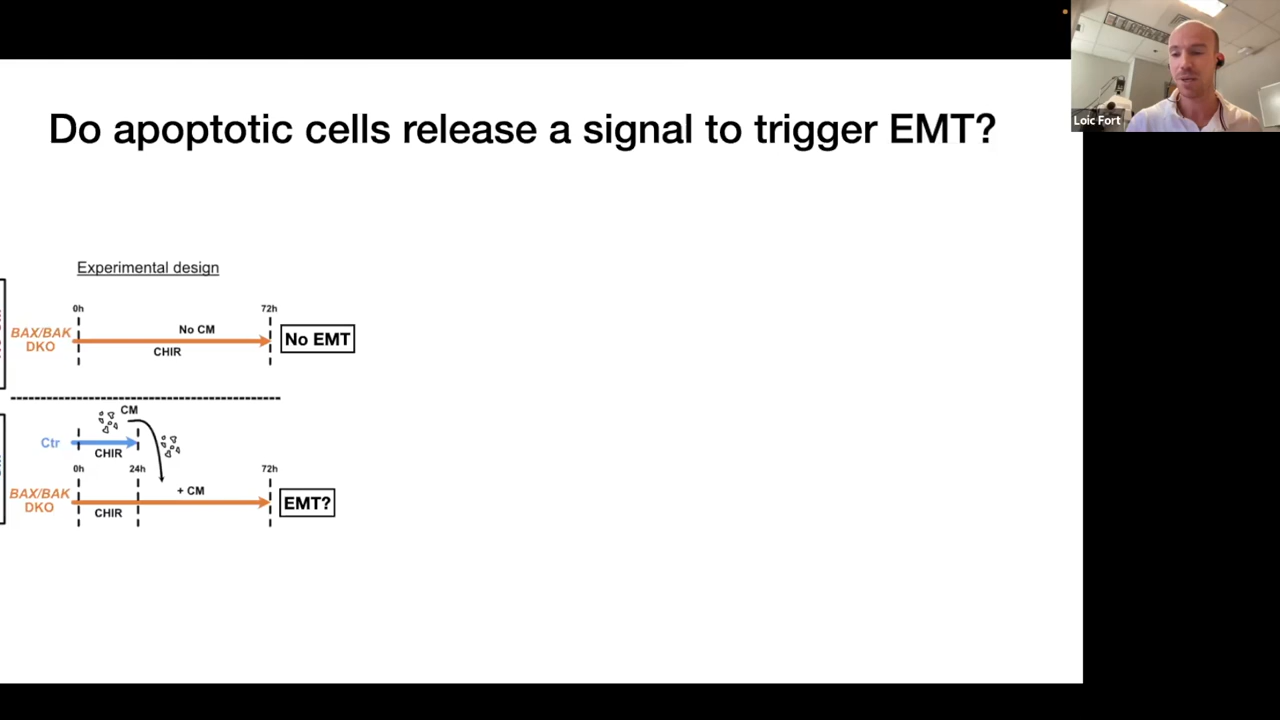 Do apoptotic cells release a signal to trigger EMT?
Loic Fort
Experimental design
0h
72h
BAX/BAK
DKO
No CM
CHIR
No EMT
CM
Ctr
CHIR
0h
24h
72h
BAX/BAK
DKO
+ CM
CHIR
EMT?